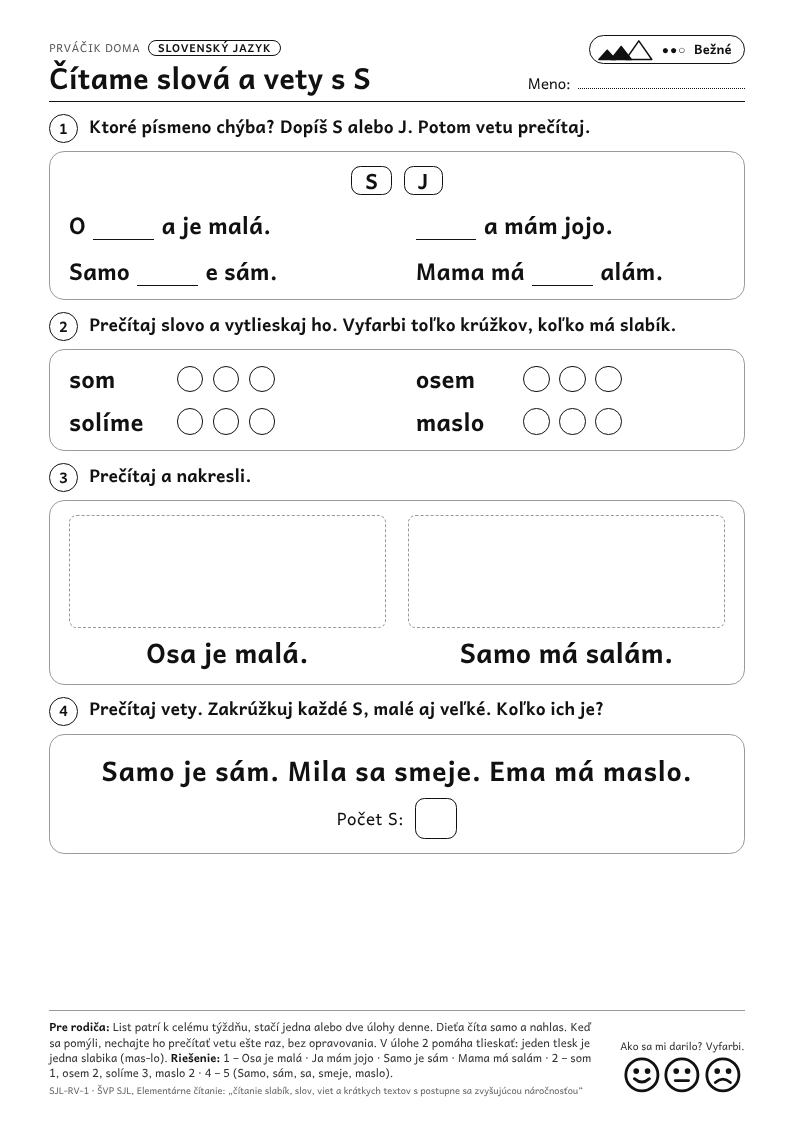 PRVÁČIK DOMA SLOVENSKÝ JAZYK
Bežné
Čítame slová a vety s S
Meno:
1 Ktoré písmeno chýba? Dopíš S alebo J. Potom vetu prečítaj.
S J
O _____ a je malá.
_____ a mám jojo.
Samo _____ e sám.
Mama má _____ alám.
2 Prečítaj slovo a vytlieskaj ho. Vyfarbi toľko krúžkov, koľko má slabík.
som
osem
solíme
maslo
3 Prečítaj a nakresli.
Osa je malá.
Samo má salám.
4 Prečítaj vety. Zakrúžkuj každé S, malé aj veľké. Koľko ich je?
Samo je sám. Mila sa smeje. Ema má maslo.
Počet S:
Pre rodiča: List patrí k celému týždňu, stačí jedna alebo dve úlohy denne. Dieťa číta samo a nahlas. Keď
sa pomýli, nechajte ho prečítať vetu ešte raz, bez opravovania. V úlohe 2 pomáha tlieskať: jeden tlesk je
jedna slabika (mas-lo). Riešenie: 1 – Osa je malá · Ja mám jojo · Samo je sám · Mama má salám · 2 – som
1, osem 2, solíme 3, maslo 2 · 4 – 5 (Samo, sám, sa, smeje, maslo).
SJL-RV-1 · ŠVP SJL, Elementárne čítanie: „čítanie slabík, slov, viet a krátkych textov s postupne sa zvyšujúcou náročnosťou“
Ako sa mi darilo? Vyfarbi.